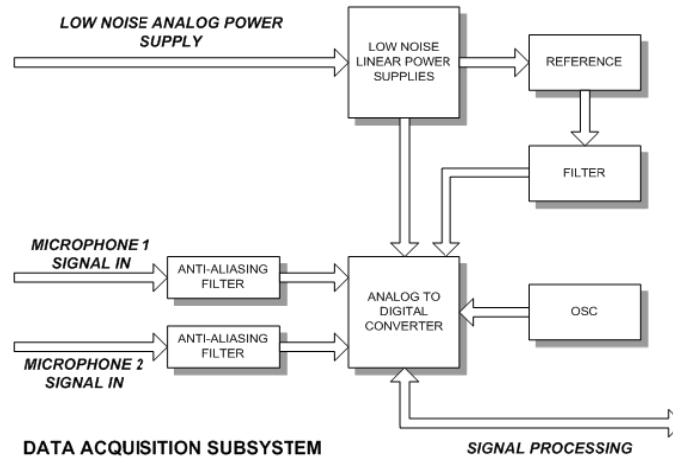 LOW NOISE ANALOG POWER
SUPPLY
LOW NOISE
LINEAR POWER
SUPPLIES
REFERENCE
FILTER
MICROPHONE 1
SIGNAL IN
ANTI-ALIASING
FILTER
ANALOG TO
DIGITAL
CONVERTER
OSC
ANTI-ALIASING
FILTER
MICROPHONE 2
SIGNAL IN
DATA ACQUISITION SUBSYSTEM
SIGNAL PROCESSING